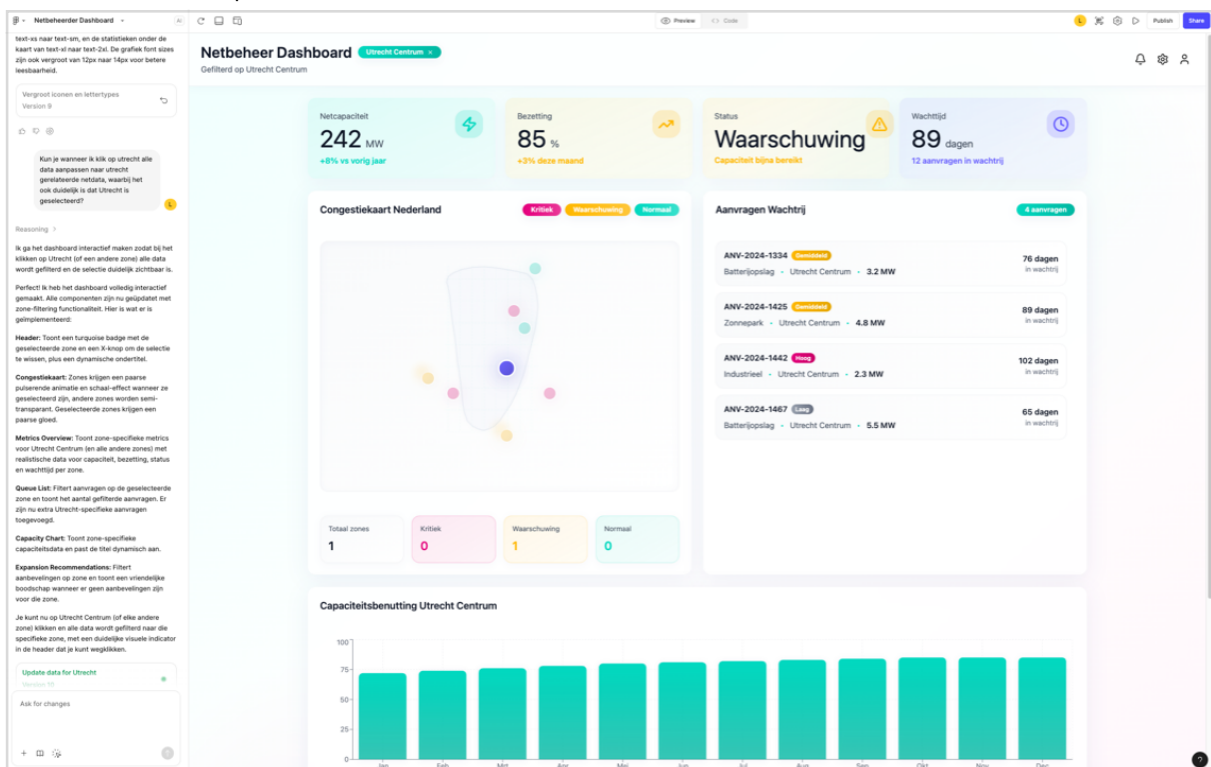 Netbeheerder Dashboard
AI
Preview
<> Code
L
Publish
Share
text-xs naar text-sm, en de statistieken onder de
kaart van text-xl naar text-2xl. De grafiek font sizes
zijn ook vergroot van 12px naar 14px voor betere
leesbaarheid.
Vergroot iconen en lettertypes
Version 9
Kun je wanneer ik klik op utrecht alle
data aanpassen naar utrecht
gerelateerde netdata, waarbij het
ook duidelijk is dat Utrecht is
geselecteerd?
L
Reasoning >
Ik ga het dashboard interactief maken zodat bij het
klikken op Utrecht (of een andere zone) alle data
wordt gefilterd en de selectie duidelijk zichtbaar is.
Perfect! Ik heb het dashboard volledig interactief
gemaakt. Alle componenten zijn nu geüpdatet met
zone-filtering functionaliteit. Hier is wat er is
geïmplementeerd:
Header: Toont een turquoise badge met de
geselecteerde zone en een X-knop om de selectie
te wissen, plus een dynamische ondertitel.
Congestiekaart: Zones krijgen een paarse
pulserende animatie en schaal-effect wanneer ze
geselecteerd zijn, andere zones worden semi-
transparant. Geselecteerde zones krijgen een
paarse gloed.
Metrics Overview: Toont zone-specifieke metrics
voor Utrecht Centrum (en alle andere zones) met
realistische data voor capaciteit, bezetting, status
en wachttijd per zone.
Queue List: Filtert aanvragen op de geselecteerde
zone en toont het aantal gefilterde aanvragen. Er
zijn nu extra Utrecht-specifieke aanvragen
toegevoegd.
Capacity Chart: Toont zone-specifieke
capaciteitsdata en past de titel dynamisch aan.
Expansion Recommendations: Filtert
aanbevelingen op zone en toont een vriendelijke
boodschap wanneer er geen aanbevelingen zijn
voor die zone.
Je kunt nu op Utrecht Centrum (of elke andere
zone) klikken en alle data wordt gefilterd naar die
specifieke zone, met een duidelijke visuele indicator
in de header dat je kunt wegklikken.
Update data for Utrecht
Version 10
Ask for changes
Netbeheer Dashboard
Utrecht Centrum ×
Gefilterd op Utrecht Centrum
Netcapaciteit
242 MW
+8% vs vorig jaar
Bezetting
85 %
+3% deze maand
Status
Waarschuwing
Capaciteit bijna bereikt
Wachttijd
89 dagen
12 aanvragen in wachtrij
Congestiekaart Nederland
Kritiek
Waarschuwing
Normaal
Totaal zones
1
Kritiek
0
Waarschuwing
1
Normaal
0
Aanvragen Wachtrij
4 aanvragen
ANV-2024-1334 Gemiddeld
Batterijopslag • Utrecht Centrum • 3.2 MW
76 dagen
in wachtrij
ANV-2024-1425 Gemiddeld
Zonnepark • Utrecht Centrum • 4.8 MW
89 dagen
in wachtrij
ANV-2024-1442 Hoog
Industrieel • Utrecht Centrum • 2.3 MW
102 dagen
in wachtrij
ANV-2024-1467 Laag
Batterijopslag • Utrecht Centrum • 5.5 MW
65 dagen
in wachtrij
Capaciteitsbenutting Utrecht Centrum
100
75
50
25
0
Jan Feb Mrt Apr Mei Jun Jul Aug Sep Okt Nov Dec
?